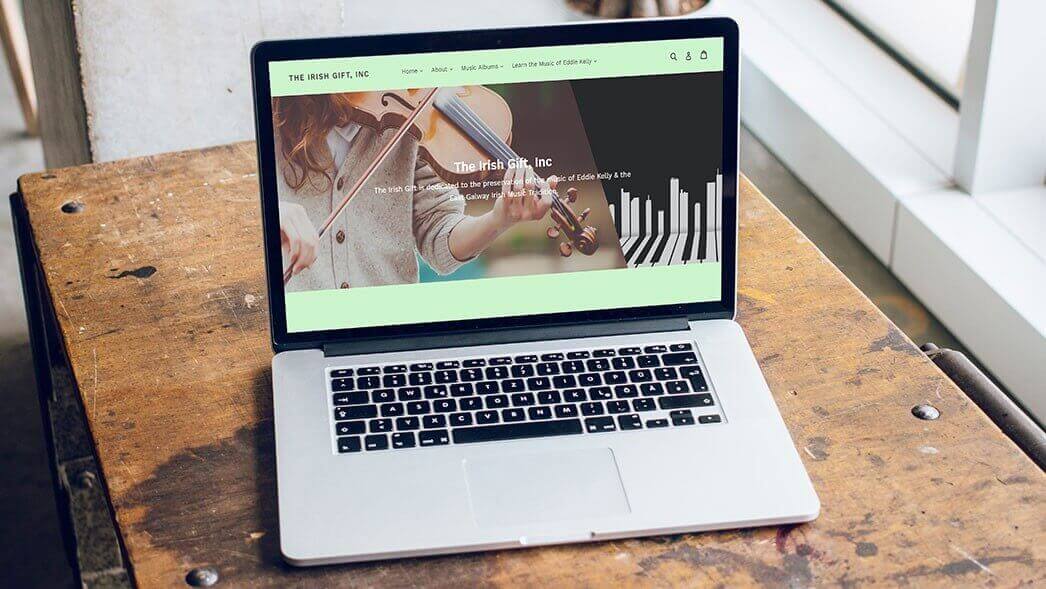 THE IRISH GIFT, INC
Home About Music Albums Learn the Music of Eddie Kelly
The Irish Gift, Inc
The Irish Gift is dedicated to the preservation of the music of Eddie Kelly & the
East Galway Irish Music Tradition.